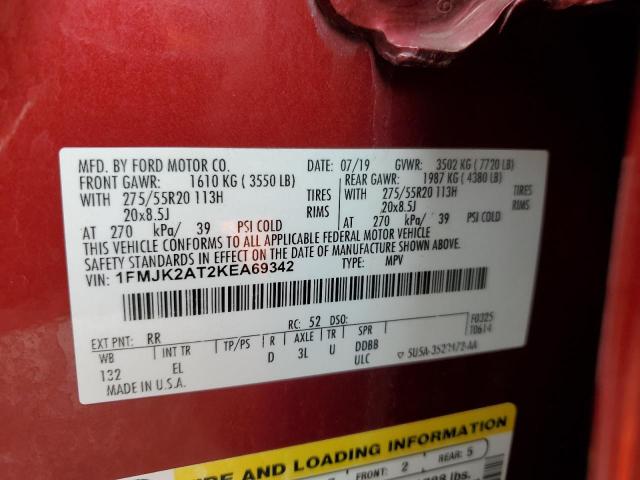 MFD. BY FORD MOTOR CO. DATE: 07/19 GVWR: 3502 KG ( 7720 LB)
FRONT GAWR: 1610 KG ( 3550 LB) REAR GAWR: 1987 KG ( 4380 LB)
WITH 275/55R20 113H TIRES WITH 275/55R20 113H TIRES
20x8.5J RIMS 20x8.5J RIMS
AT 270 kPa/ 39 PSI COLD AT 270 kPa/ 39 PSI COLD
THIS VEHICLE CONFORMS TO ALL APPLICABLE FEDERAL MOTOR VEHICLE
SAFETY STANDARDS IN EFFECT ON THE DATE OF MANUFACTURE SHOWN ABOVE.
VIN: 1FMJK2AT2KEA69342 TYPE: MPV
F0325
T0614
EXT PNT: RR RC: 52 DSO:
WB INT TR TP/PS R AXLE TR SPR
132 EL D 3L U DDBB
ULC
MADE IN U.S.A.
AND LOADING INFORMATION
FRONT: 2 REAR: 5
lbs.